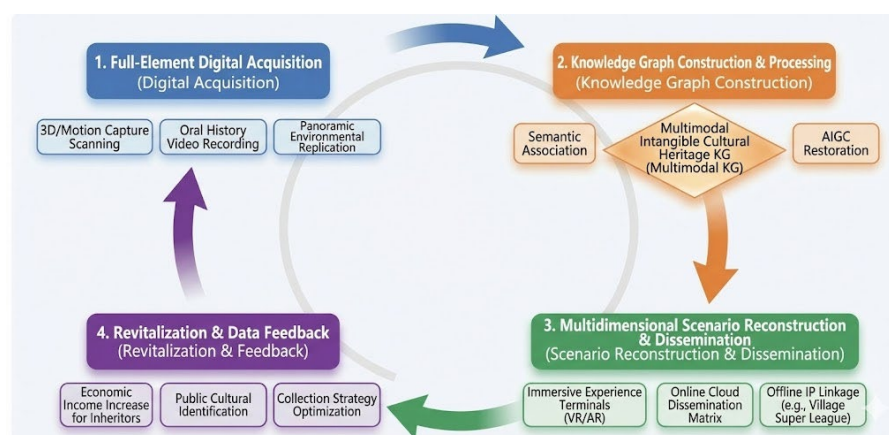 1. Full-Element Digital Acquisition
(Digital Acquisition)
3D/Motion Capture
Scanning
Oral History
Video Recording
Panoramic
Environmental
Replication
2. Knowledge Graph Construction & Processing
(Knowledge Graph Construction)
Semantic
Association
Multimodal
Intangible Cultural
Heritage KG
(Multimodal KG)
AIGC
Restoration
3. Multidimensional Scenario Reconstruction
& Dissemination
(Scenario Reconstruction & Dissemination)
Immersive Experience
Terminals
(VR/AR)
Online Cloud
Dissemination
Matrix
Offline IP Linkage
(e.g., Village
Super League)
4. Revitalization & Data Feedback
(Revitalization & Feedback)
Economic
Income Increase
for Inheritors
Public Cultural
Identification
Collection Strategy
Optimization